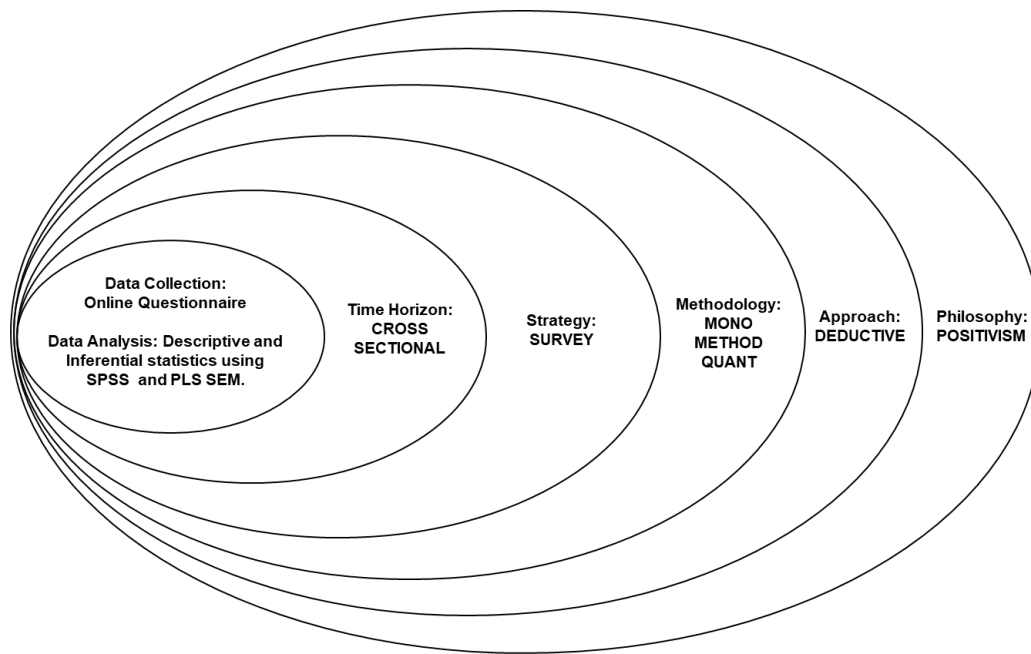 Data Collection:
Online Questionnaire
Data Analysis: Descriptive and
Inferential statistics using
SPSS and PLS SEM.
Time Horizon:
CROSS
SECTIONAL
Strategy:
SURVEY
Methodology:
MONO
METHOD
QUANT
Approach:
DEDUCTIVE
Philosophy:
POSITIVISM